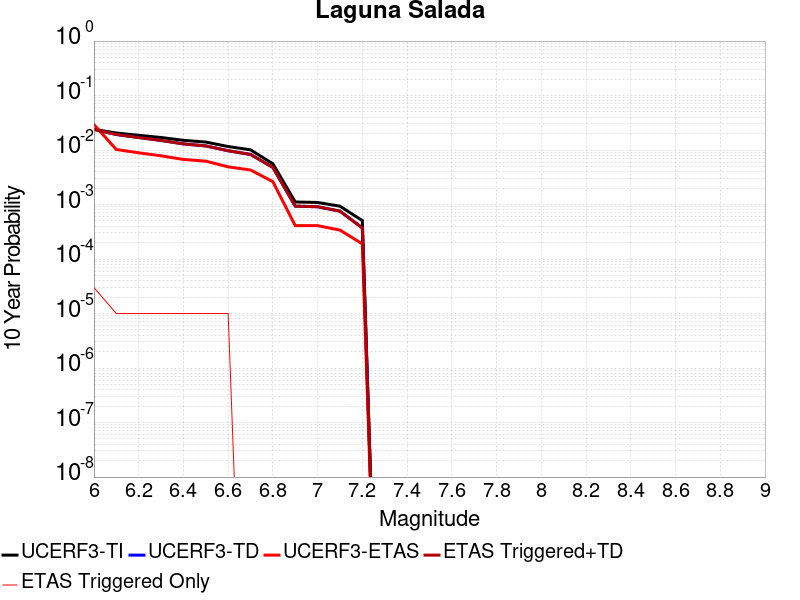 Laguna Salada
10^0
10^-1
10^-2
10^-3
10^-4
10^-5
10^-6
10^-7
10^-8
10 Year Probability
6 6.2 6.4 6.6 6.8 7 7.2 7.4 7.6 7.8 8 8.2 8.4 8.6 8.8 9
Magnitude
UCERF3-TI UCERF3-TD UCERF3-ETAS ETAS Triggered+TD
ETAS Triggered Only